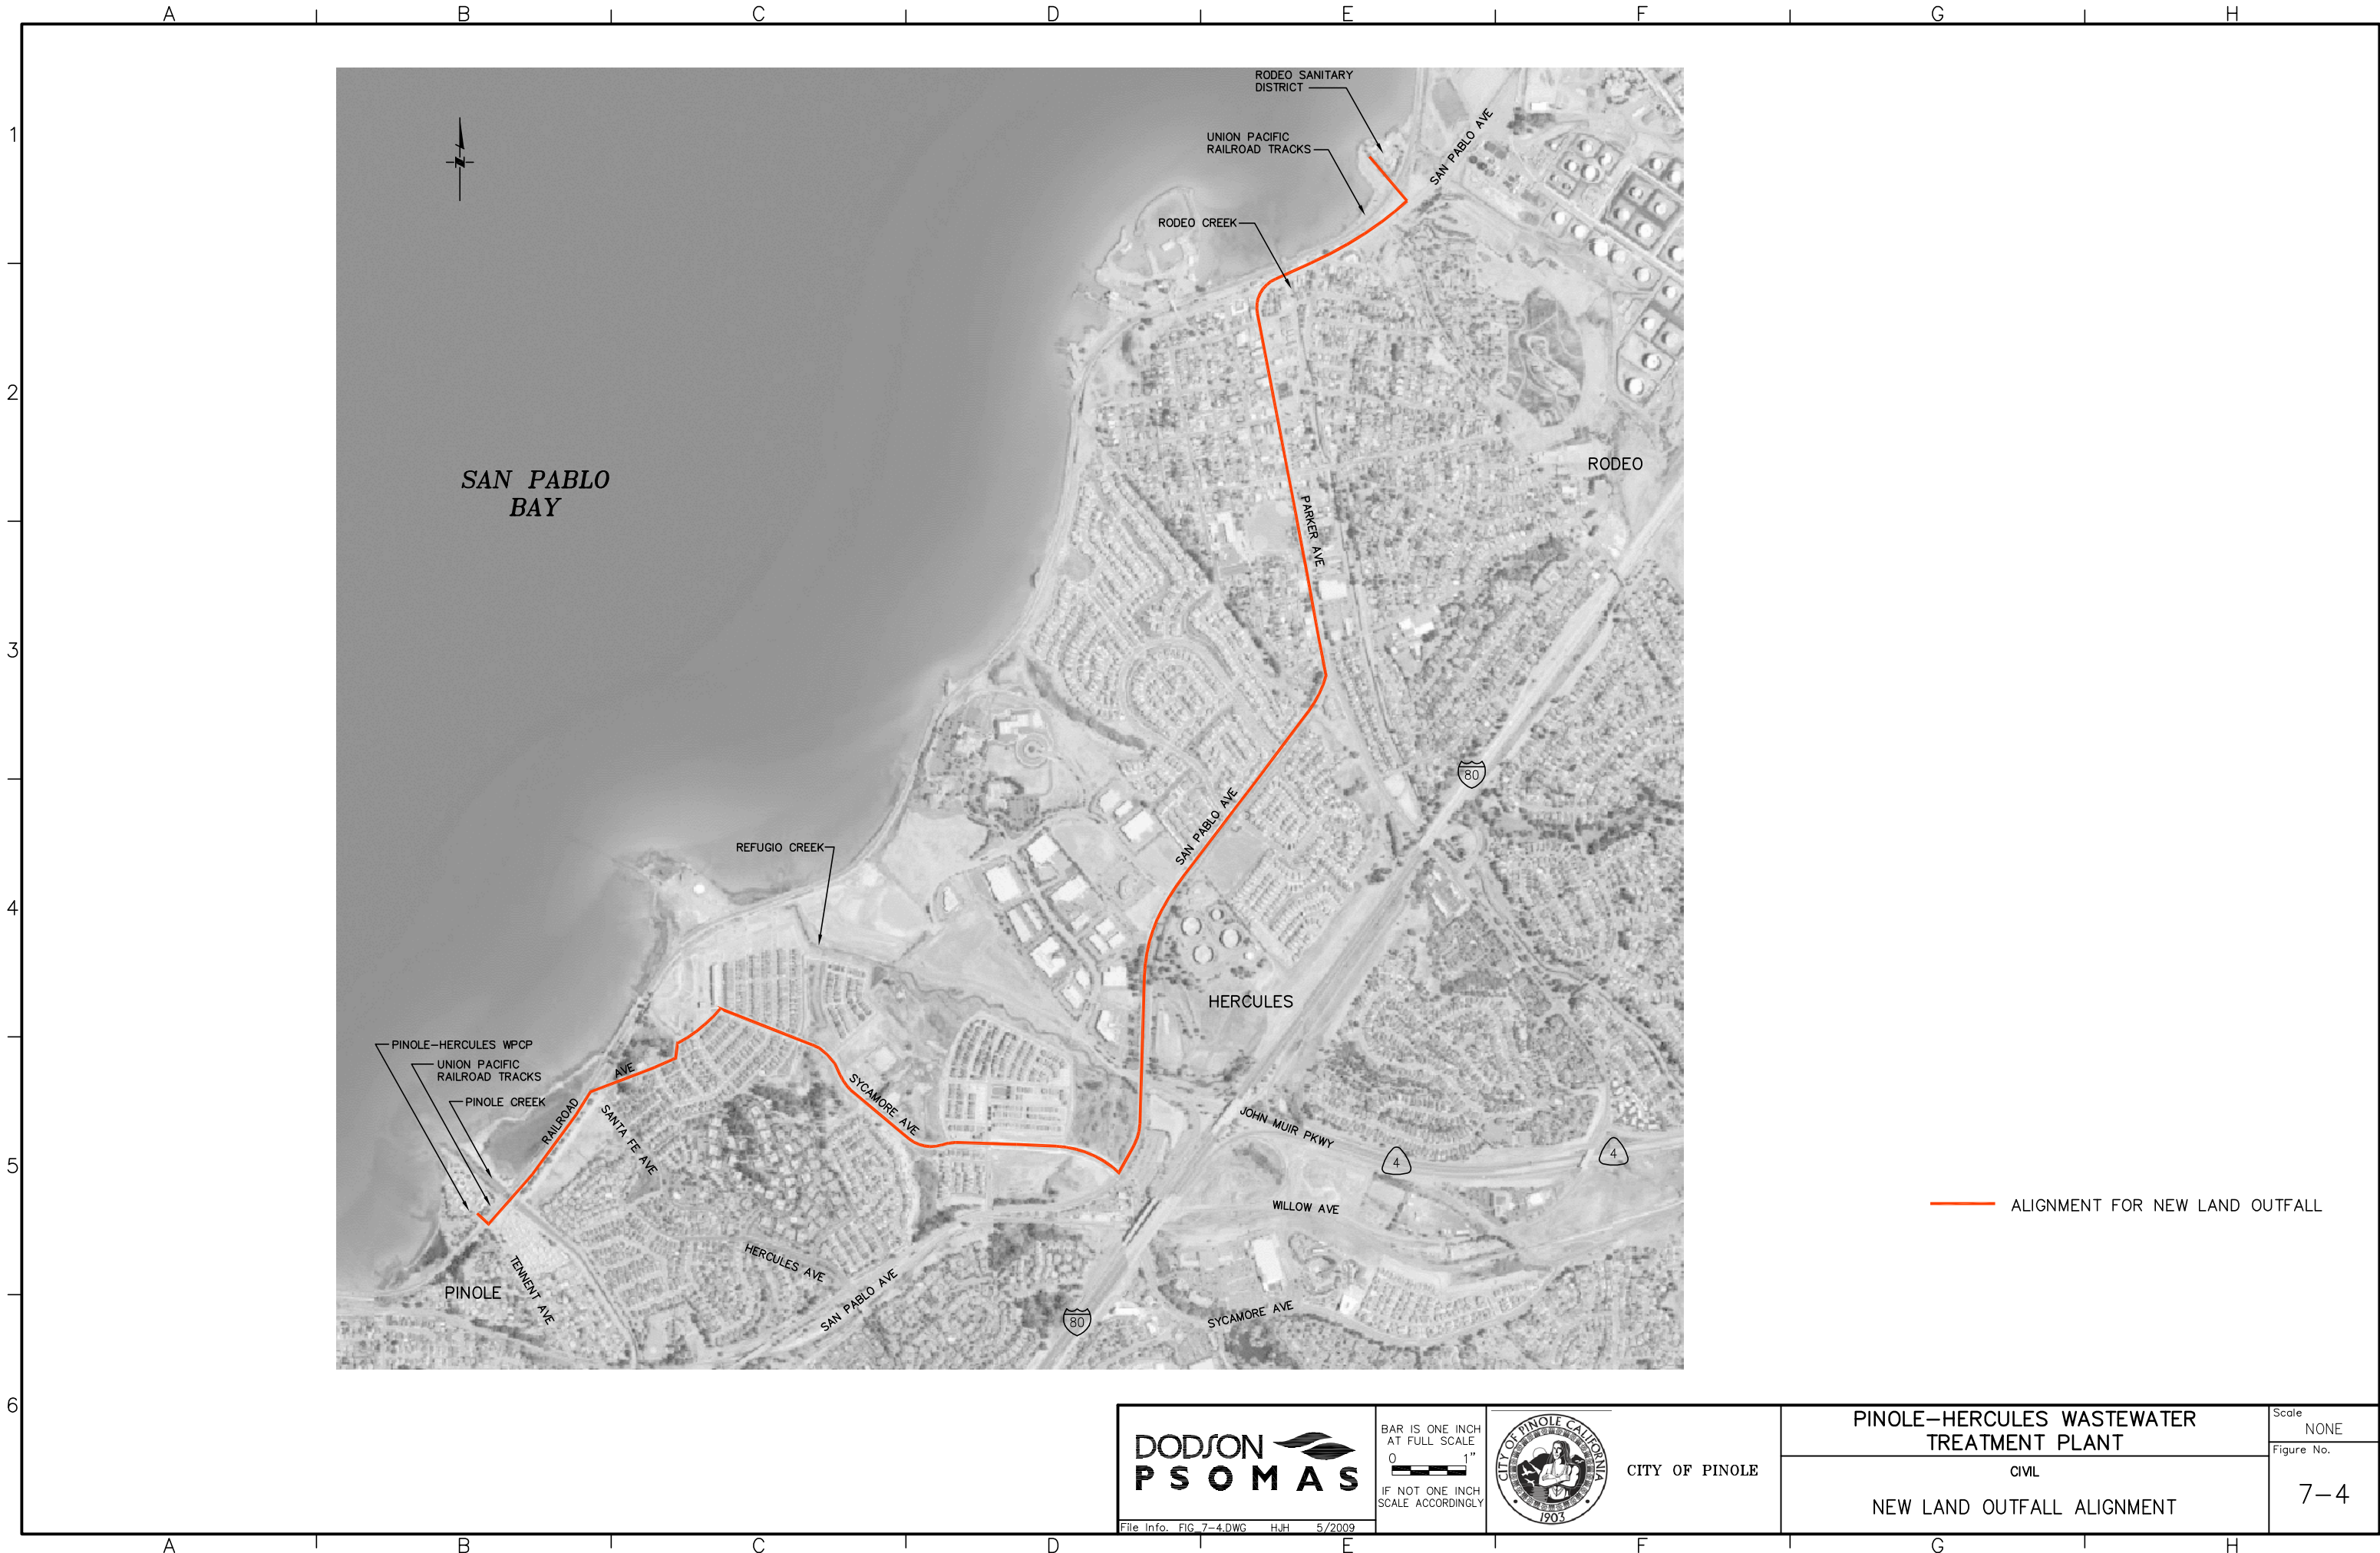 A B C D E F G H
1
2
3
4
5
6
RODEO SANITARY
DISTRICT
UNION PACIFIC
RAILROAD TRACKS
SAN PABLO AVE
RODEO CREEK
N
SAN PABLO
BAY
RODEO
PARKER AVE
80
SAN PABLO AVE
REFUGIO CREEK
HERCULES
PINOLE-HERCULES WPCP
UNION PACIFIC
RAILROAD TRACKS
PINOLE CREEK
RAILROAD AVE
SANTA FE AVE
SYCAMORE AVE
JOHN MUIR PKWY
4
4
WILLOW AVE
ALIGNMENT FOR NEW LAND OUTFALL
HERCULES AVE
TENNENT AVE
PINOLE
SAN PABLO AVE
80
SYCAMORE AVE
DODSON
PSOMAS
File Info. FIG_7-4.DWG HJH 5/2009
BAR IS ONE INCH
AT FULL SCALE
0 1"
IF NOT ONE INCH
SCALE ACCORDINGLY
CITY OF PINOLE CALIFORNIA
1903
CITY OF PINOLE
PINOLE-HERCULES WASTEWATER
TREATMENT PLANT
CIVIL
NEW LAND OUTFALL ALIGNMENT
Scale
NONE
Figure No.
7-4
A B C D E F G H